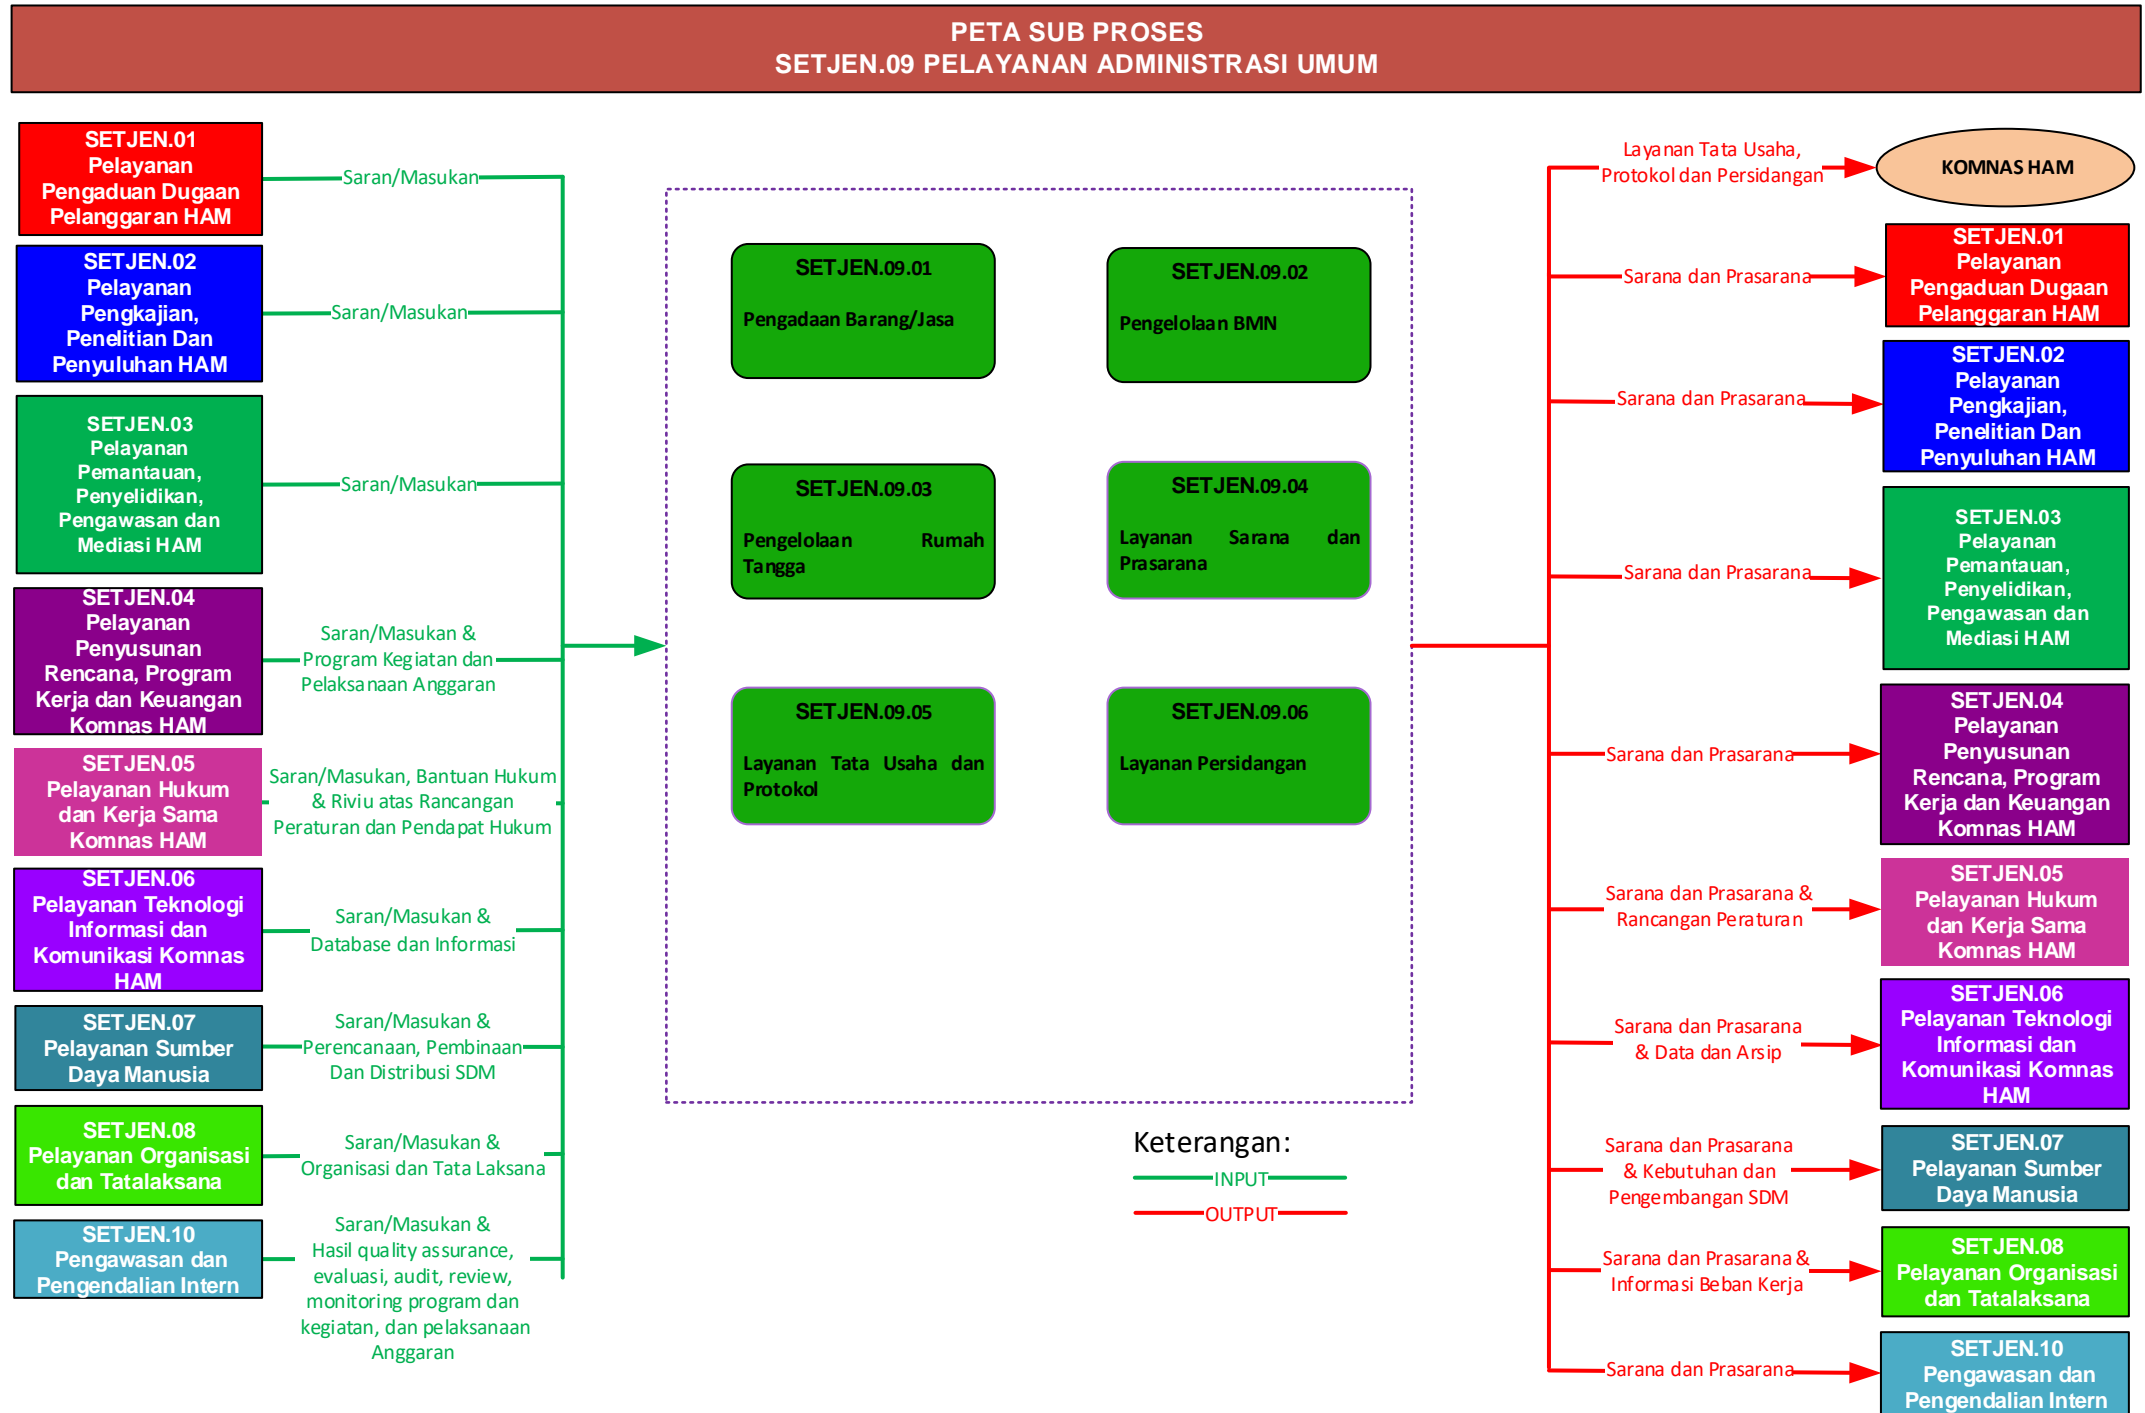 PETA SUB PROSES
SETJEN.09 PELAYANAN ADMINISTRASI UMUM
SETJEN.01
Pelayanan
Pengaduan Dugaan
Pelanggaran HAM
Saran/Masukan
SETJEN.02
Pelayanan
Pengkajian,
Penelitian Dan
Penyuluhan HAM
Saran/Masukan
SETJEN.03
Pelayanan
Pemantauan,
Penyelidikan,
Pengawasan dan
Mediasi HAM
Saran/Masukan
SETJEN.04
Pelayanan
Penyusunan
Rencana, Program
Kerja dan Keuangan
Komnas HAM
Saran/Masukan &
Program Kegiatan dan
Pelaksanaan Anggaran
SETJEN.05
Pelayanan Hukum
dan Kerja Sama
Komnas HAM
Saran/Masukan, Bantuan Hukum
& Riviu atas Rancangan
Peraturan dan Pendapat Hukum
SETJEN.06
Pelayanan Teknologi
Informasi dan
Komunikasi Komnas
HAM
Saran/Masukan &
Database dan Informasi
SETJEN.07
Pelayanan Sumber
Daya Manusia
Saran/Masukan &
Perencanaan, Pembinaan
Dan Distribusi SDM
SETJEN.08
Pelayanan Organisasi
dan Tatalaksana
Saran/Masukan &
Organisasi dan Tata Laksana
SETJEN.10
Pengawasan dan
Pengendalian Intern
Saran/Masukan &
Hasil quality assurance,
evaluasi, audit, review,
monitoring program dan
kegiatan, dan pelaksanaan
Anggaran
SETJEN.09.01
Pengadaan Barang/Jasa
SETJEN.09.02
Pengelolaan BMN
SETJEN.09.03
Pengelolaan Rumah
Tangga
SETJEN.09.04
Layanan Sarana dan
Prasarana
SETJEN.09.05
Layanan Tata Usaha dan
Protokol
SETJEN.09.06
Layanan Persidangan
Keterangan:
INPUT
OUTPUT
Layanan Tata Usaha,
Protokol dan Persidangan
KOMNAS HAM
Sarana dan Prasarana
SETJEN.01
Pelayanan
Pengaduan Dugaan
Pelanggaran HAM
Sarana dan Prasarana
SETJEN.02
Pelayanan
Pengkajian,
Penelitian Dan
Penyuluhan HAM
Sarana dan Prasarana
SETJEN.03
Pelayanan
Pemantauan,
Penyelidikan,
Pengawasan dan
Mediasi HAM
Sarana dan Prasarana
SETJEN.04
Pelayanan
Penyusunan
Rencana, Program
Kerja dan Keuangan
Komnas HAM
Sarana dan Prasarana &
Rancangan Peraturan
SETJEN.05
Pelayanan Hukum
dan Kerja Sama
Komnas HAM
Sarana dan Prasarana
& Data dan Arsip
SETJEN.06
Pelayanan Teknologi
Informasi dan
Komunikasi Komnas
HAM
Sarana dan Prasarana
& Kebutuhan dan
Pengembangan SDM
SETJEN.07
Pelayanan Sumber
Daya Manusia
Sarana dan Prasarana &
Informasi Beban Kerja
SETJEN.08
Pelayanan Organisasi
dan Tatalaksana
Sarana dan Prasarana
SETJEN.10
Pengawasan dan
Pengendalian Intern